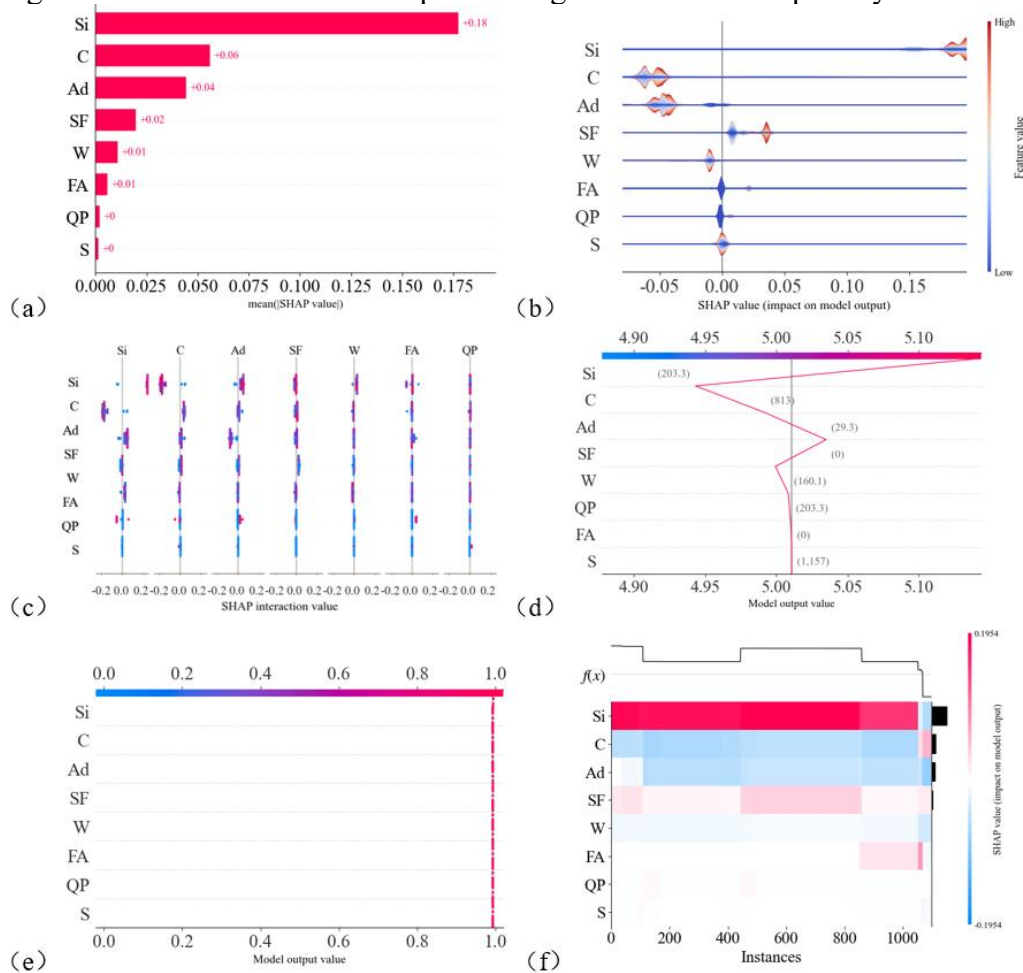 Si +0.18
C +0.06
Ad +0.04
SF +0.02
W +0.01
FA +0.01
QP +0
S +0
0.000 0.025 0.050 0.075 0.100 0.125 0.150 0.175
mean(|SHAP value|)
(a)
High
Si
C
Ad
SF
W
FA
QP
S
Feature value
Low
-0.05 0.00 0.05 0.10 0.15
SHAP value (impact on model output)
(b)
Si C Ad SF W FA QP
Si
C
Ad
SF
W
FA
QP
S
-0.2 0.0 0.2 -0.2 0.0 0.2 -0.2 0.0 0.2 -0.2 0.0 0.2 -0.2 0.0 0.2 -0.2 0.0 0.2 -0.2 0.0 0.2
SHAP interaction value
(c)
4.90 4.95 5.00 5.05 5.10
Si (203.3)
C (813)
Ad (29.3)
SF (0)
W (160.1)
QP (203.3)
FA (0)
S (1,157)
4.90 4.95 5.00 5.05 5.10
Model output value
(d)
0.0 0.2 0.4 0.6 0.8 1.0
Si
C
Ad
SF
W
FA
QP
S
0.0 0.2 0.4 0.6 0.8 1.0
Model output value
(e)
0.1954
f(x)
Si
C
Ad
SF
W
FA
QP
S
SHAP value (impact on model output)
-0.1954
0 200 400 600 800 1000
Instances
(f)